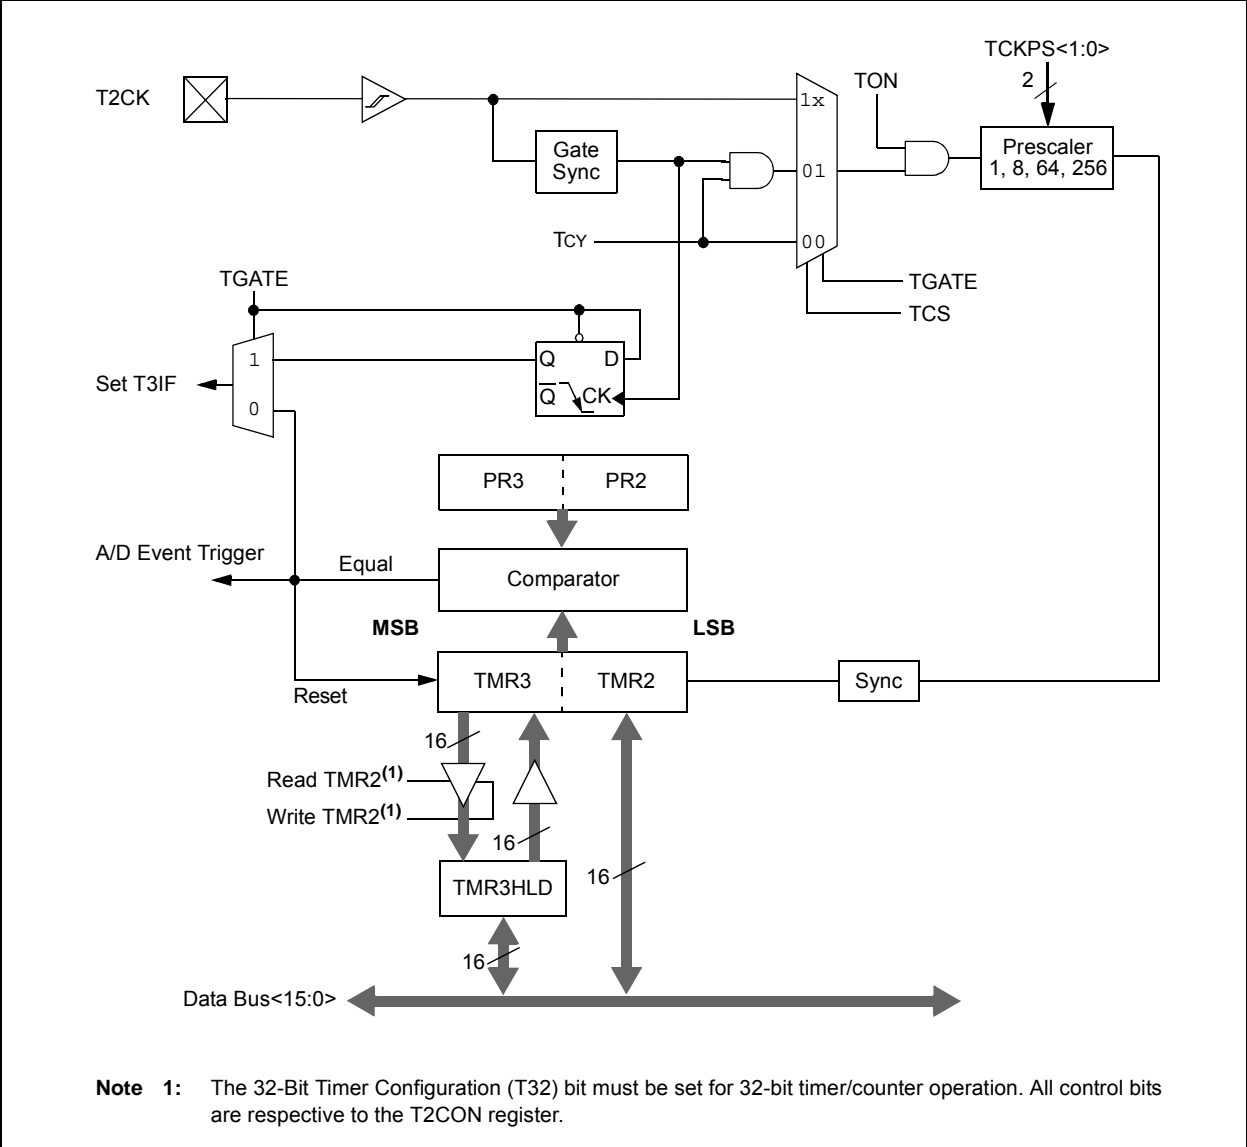 TCKPS<1:0>
2
TON
T2CK
1x
Prescaler
1, 8, 64, 256
Gate
Sync
01
TCY
00
TGATE
TGATE
TCS
1
Q D
Set T3IF
Q CK
0
PR3 PR2
A/D Event Trigger
Equal
Comparator
MSB LSB
TMR3 TMR2
Sync
Reset
16
Read TMR2(1)
Write TMR2(1)
16
16
TMR3HLD
16
Data Bus<15:0>
Note 1: The 32-Bit Timer Configuration (T32) bit must be set for 32-bit timer/counter operation. All control bits
are respective to the T2CON register.